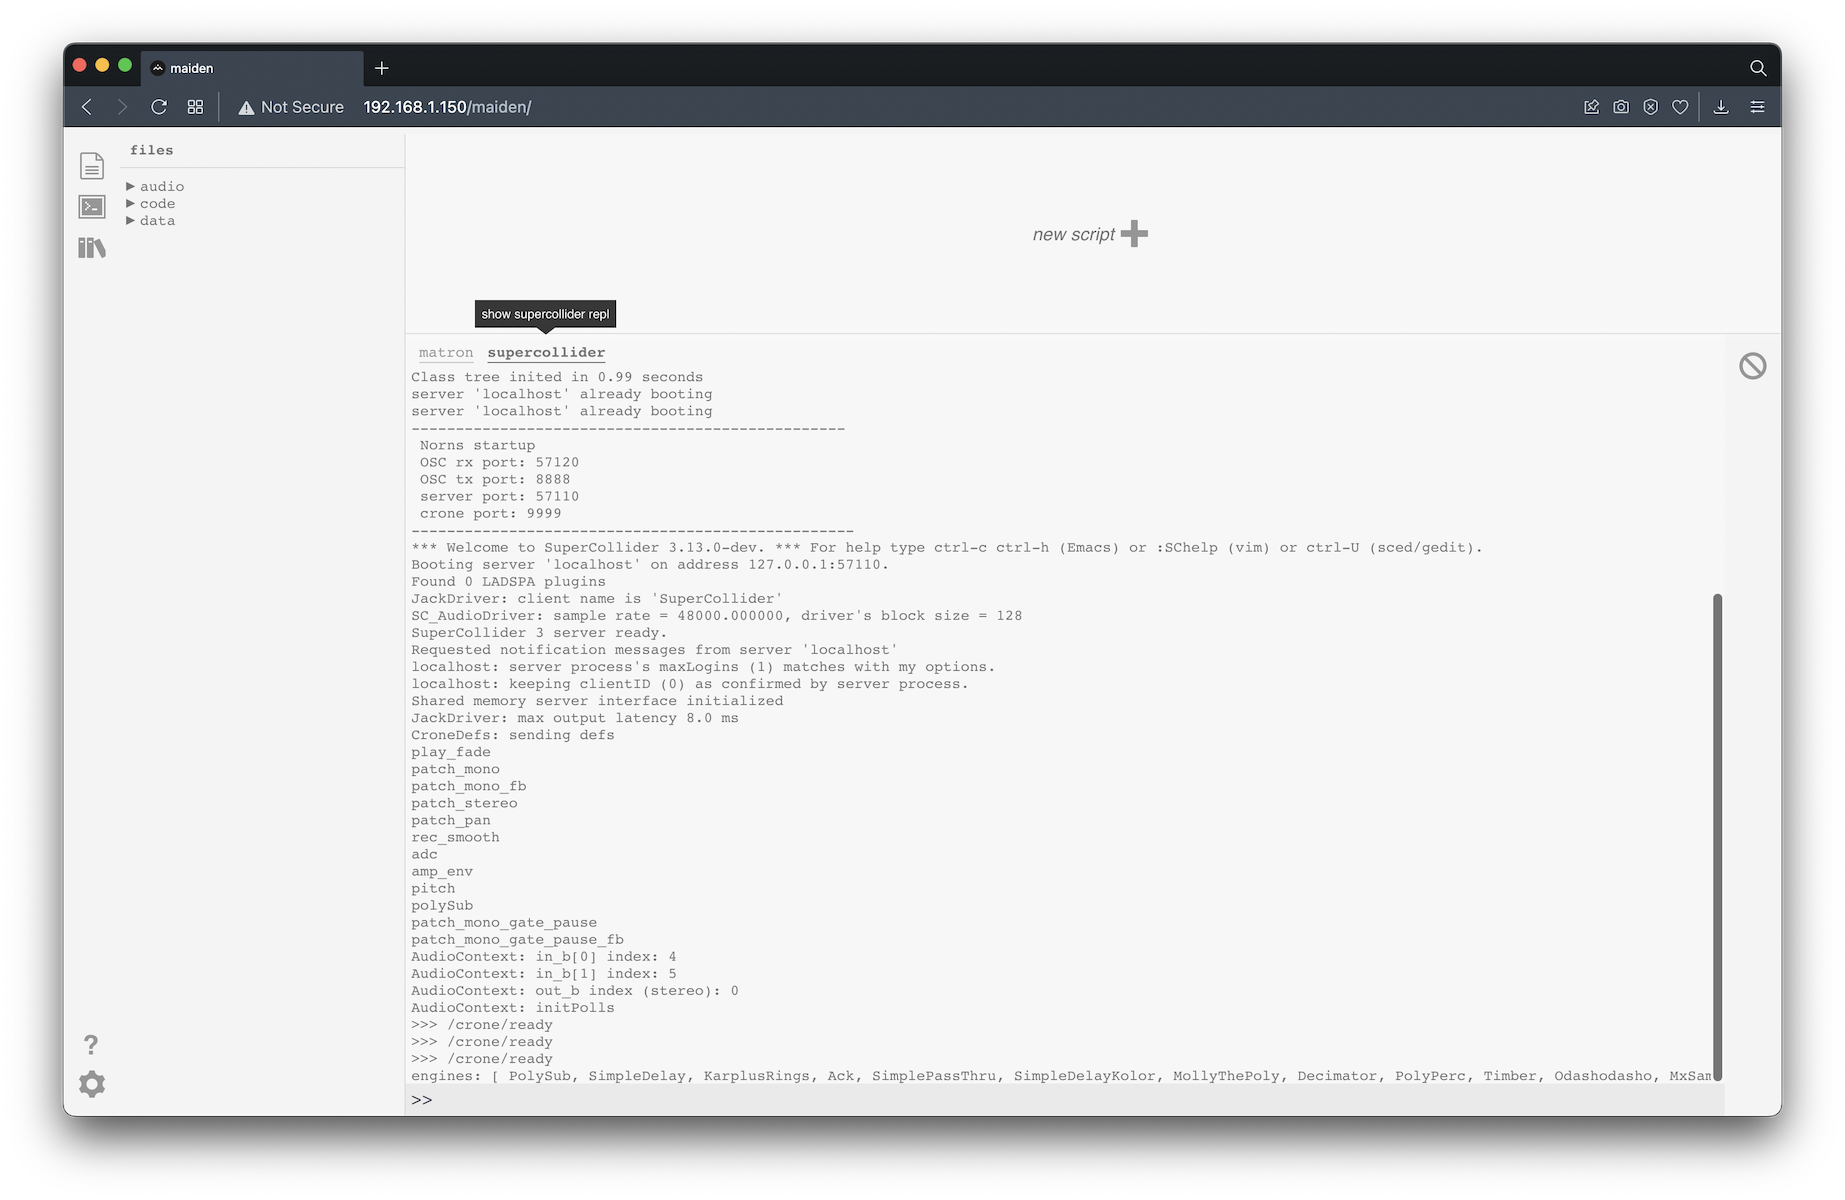 maiden
Not Secure 192.168.1.150/maiden/
files
audio
code
data
new script
show supercollider repl
matron supercollider
Class tree inited in 0.99 seconds
server 'localhost' already booting
server 'localhost' already booting
-------------------------------------------------
Norns startup
OSC rx port: 57120
OSC tx port: 8888
server port: 57110
crone port: 9999
--------------------------------------------------
*** Welcome to SuperCollider 3.13.0-dev. *** For help type ctrl-c ctrl-h (Emacs) or :SChelp (vim) or ctrl-U (sced/gedit).
Booting server 'localhost' on address 127.0.0.1:57110.
Found 0 LADSPA plugins
JackDriver: client name is 'SuperCollider'
SC_AudioDriver: sample rate = 48000.000000, driver's block size = 128
SuperCollider 3 server ready.
Requested notification messages from server 'localhost'
localhost: server process's maxLogins (1) matches with my options.
localhost: keeping clientID (0) as confirmed by server process.
Shared memory server interface initialized
JackDriver: max output latency 8.0 ms
CroneDefs: sending defs
play_fade
patch_mono
patch_mono_fb
patch_stereo
patch_pan
rec_smooth
adc
amp_env
pitch
polySub
patch_mono_gate_pause
patch_mono_gate_pause_fb
AudioContext: in_b[0] index: 4
AudioContext: in_b[1] index: 5
AudioContext: out_b index (stereo): 0
AudioContext: initPolls
>>> /crone/ready
>>> /crone/ready
>>> /crone/ready
engines: [ PolySub, SimpleDelay, KarplusRings, Ack, SimplePassThru, SimpleDelayKolor, MollyThePoly, Decimator, PolyPerc, Timber, Odashodasho, MxSam
>>